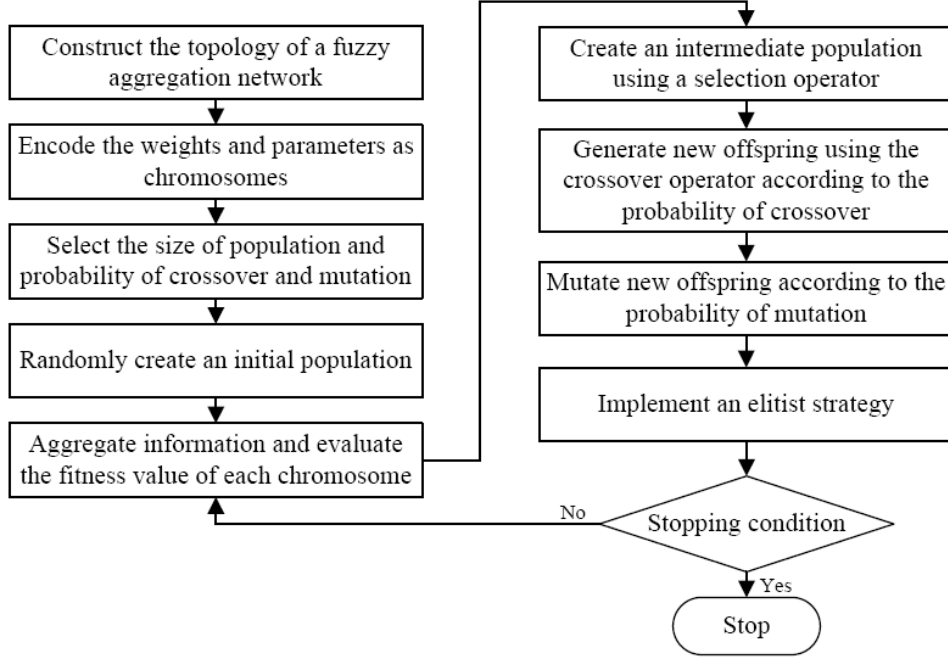 Construct the topology of a fuzzy
aggregation network
Encode the weights and parameters as
chromosomes
Select the size of population and
probability of crossover and mutation
Randomly create an initial population
Aggregate information and evaluate
the fitness value of each chromosome
Create an intermediate population
using a selection operator
Generate new offspring using the
crossover operator according to the
probability of crossover
Mutate new offspring according to the
probability of mutation
Implement an elitist strategy
Stopping condition
No
Yes
Stop